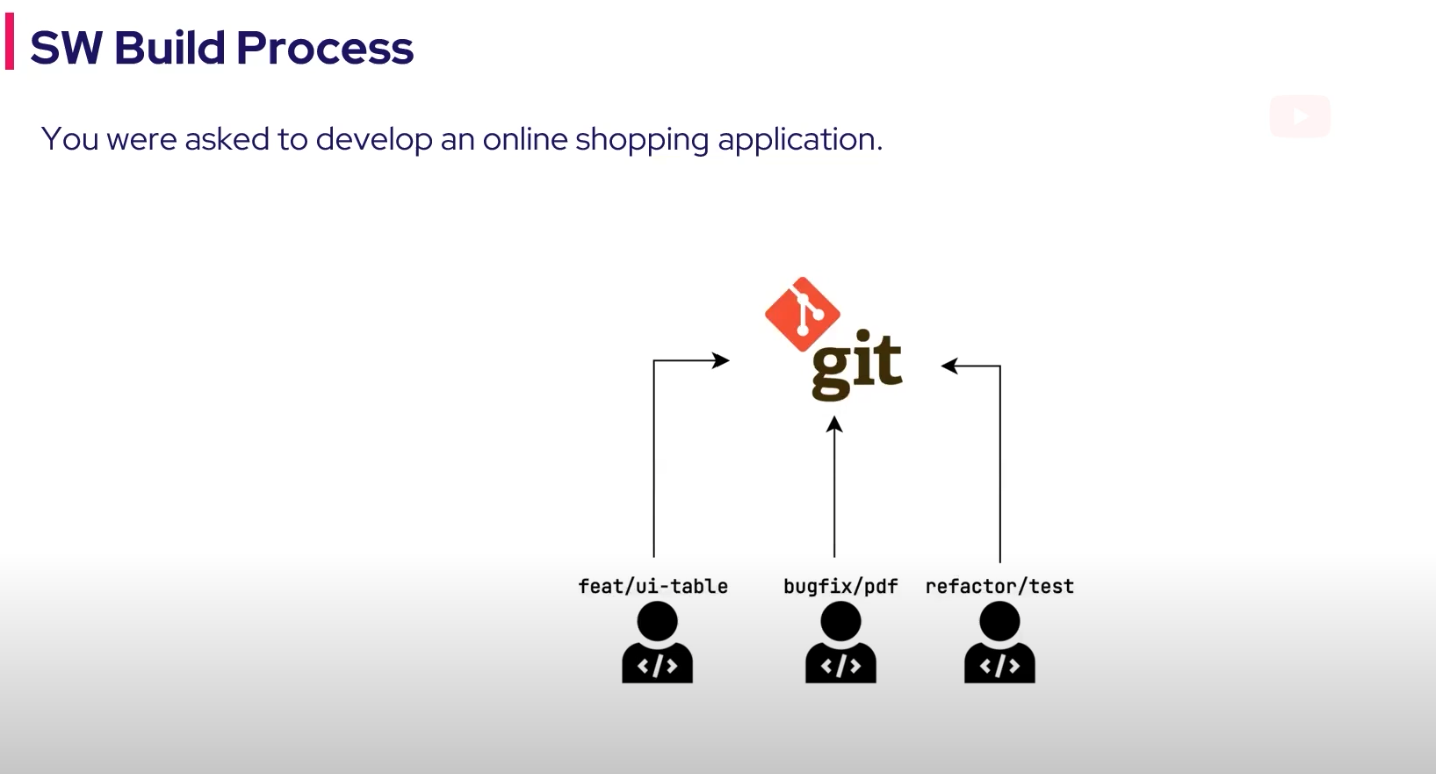 SW Build Process
You were asked to develop an online shopping application.
git
feat/ui-table bugfix/pdf refactor/test
</>  </>  </>